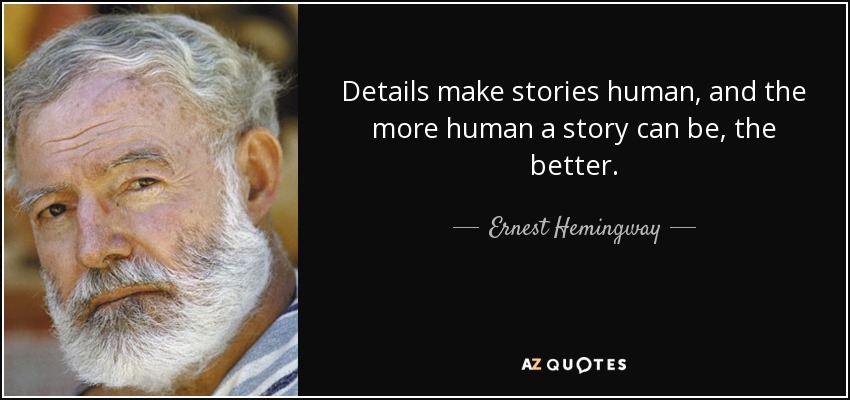 Details make stories human, and the
more human a story can be, the
better.
Ernest Hemingway
AZ QUOTES